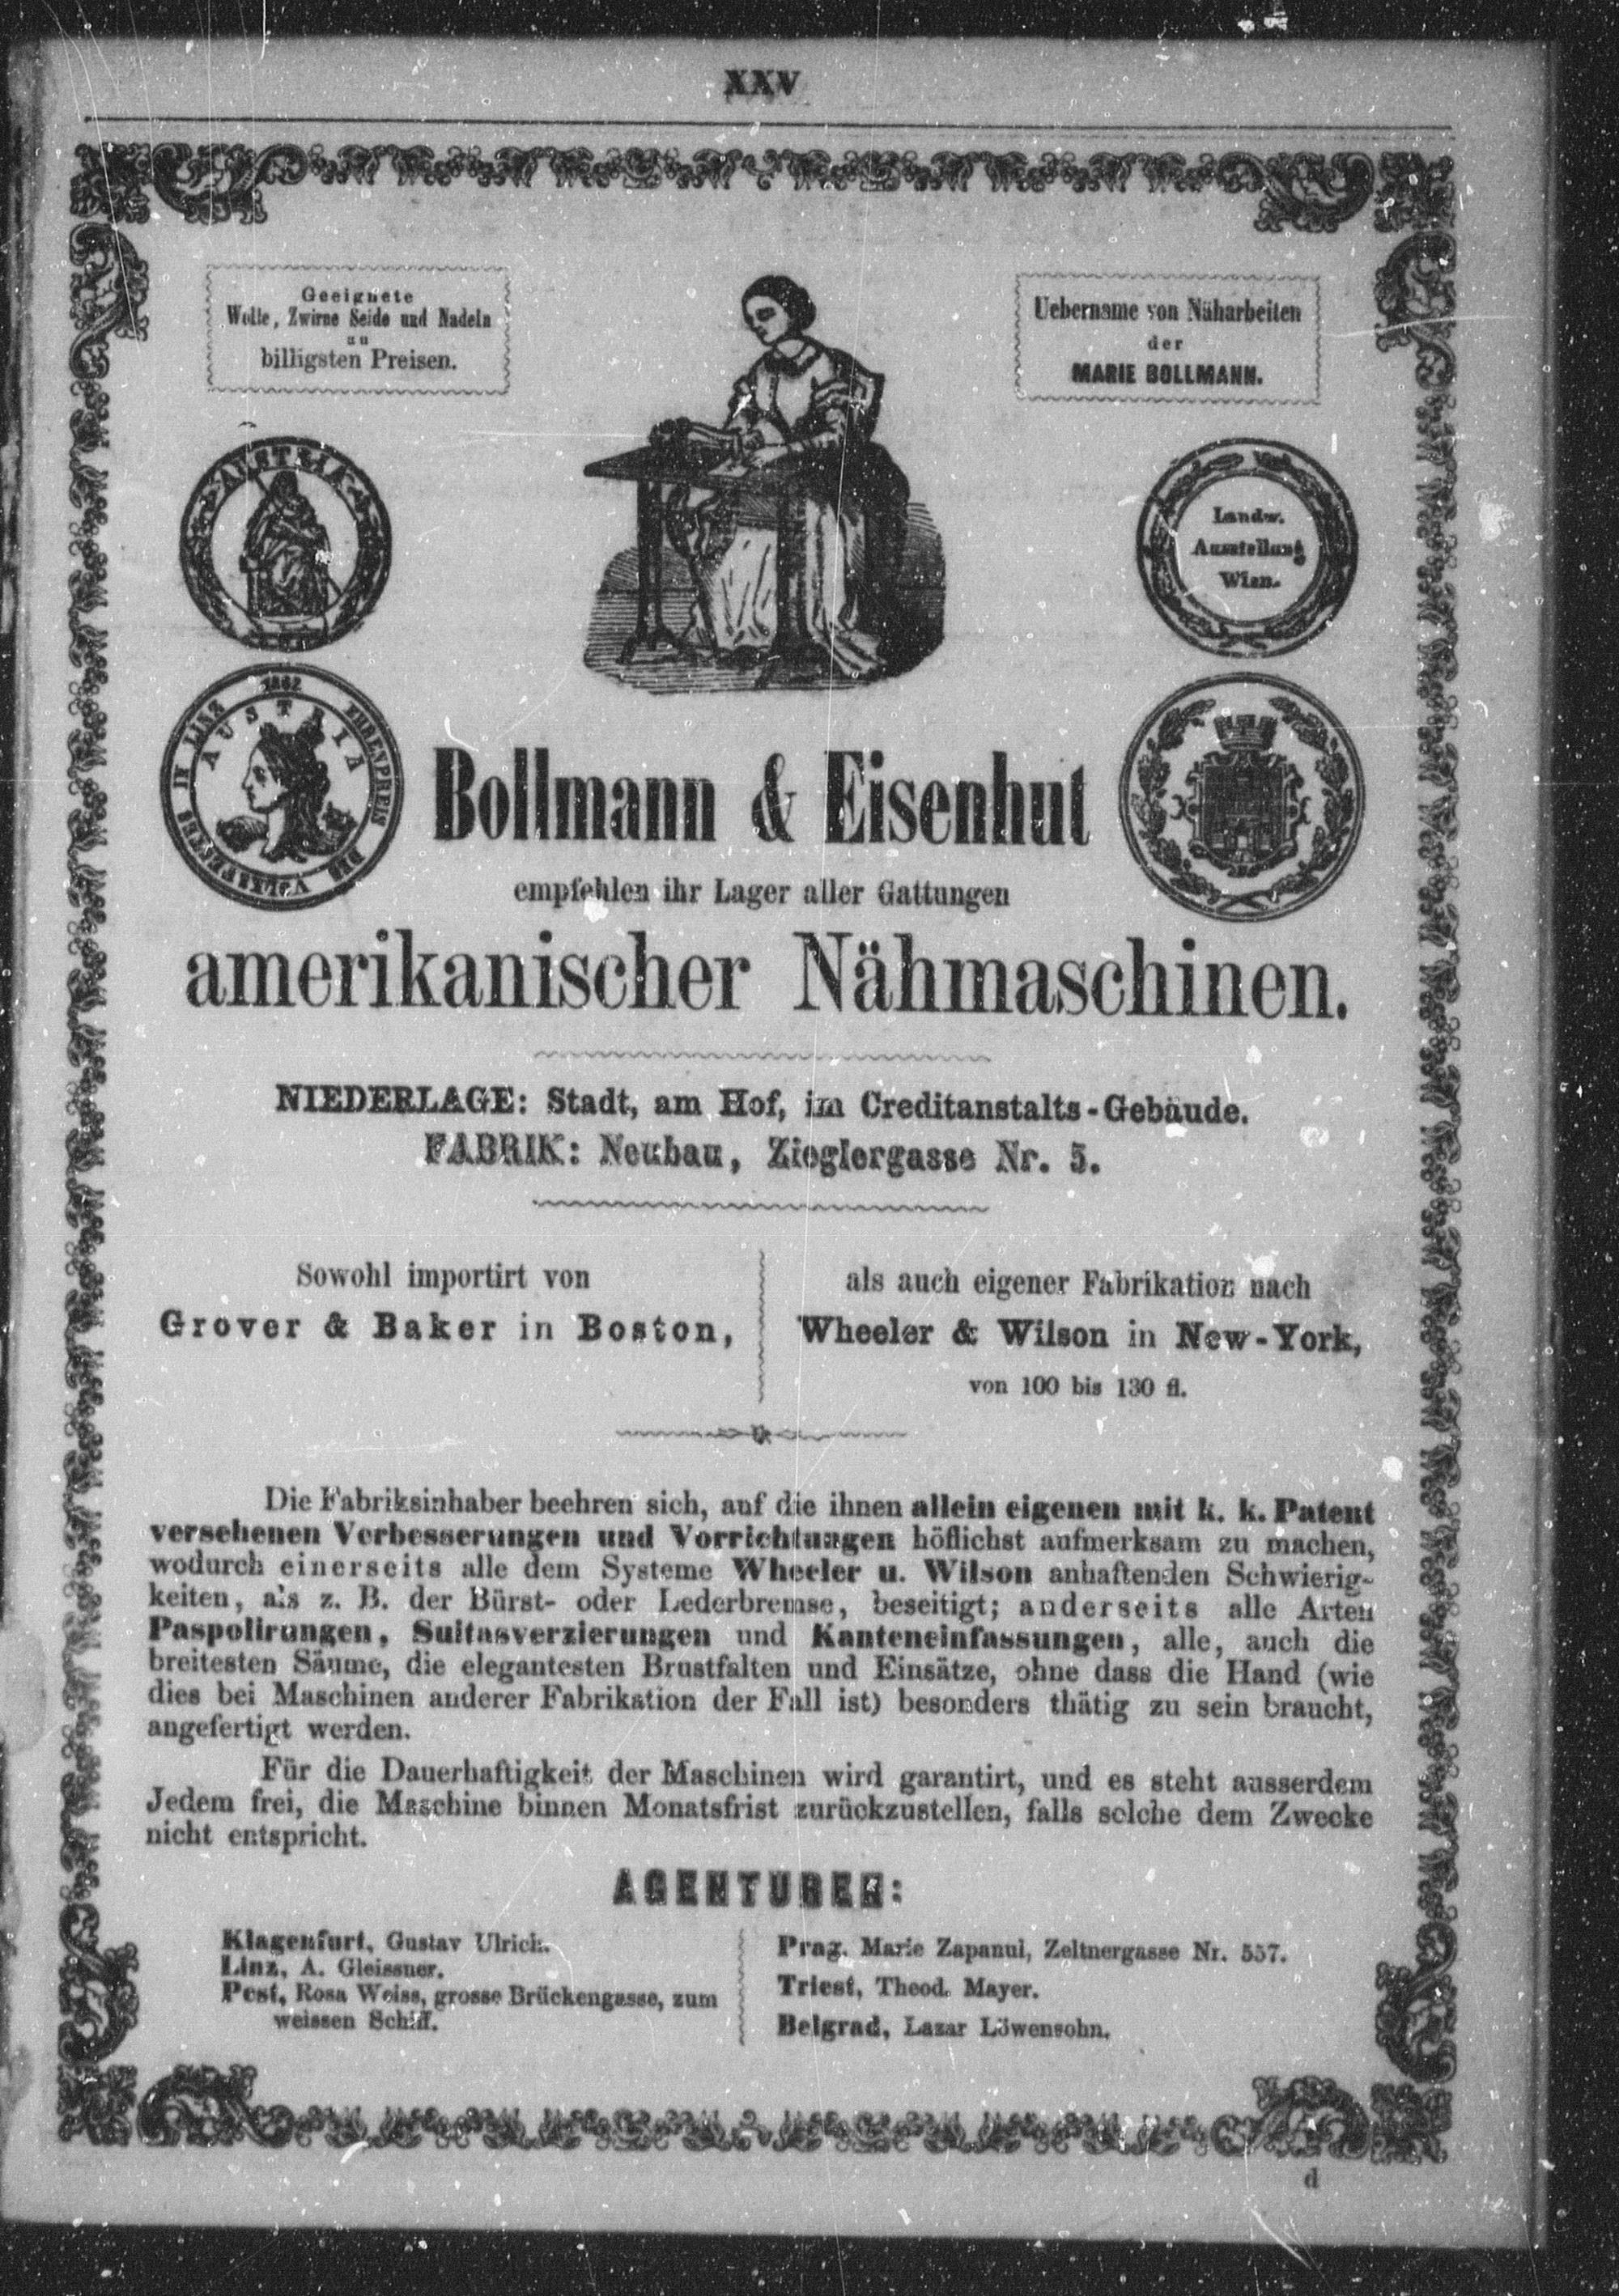 XXV
Geeignete
Wolle, Zwirne Seide und Nadeln
zu
billigsten Preisen.
Uebername von Näharbeiten
der
MARIE BOLLMANN.
AUSTRIA
Landw.
Ausstellung
Wien.
1862
AUSTRIA
EHRENPREIS DES VOLKSFESTES IN LINZ
Bollmann & Eisenhut
empfehlen ihr Lager aller Gattungen
amerikanischer Nähmaschinen.
NIEDERLAGE: Stadt, am Hof, im Creditanstalts-Gebäude.
FABRIK: Neubau, Zieglergasse Nr. 5.
Sowohl importirt von
Grover & Baker in Boston,
als auch eigener Fabrikation nach
Wheeler & Wilson in New-York,
von 100 bis 130 fl.
Die Fabriksinhaber beehren sich, auf die ihnen allein eigenen mit k. k. Patent
versehenen Verbesserungen und Vorrichtungen höflichst aufmerksam zu machen,
wodurch einerseits alle dem Systeme Wheeler u. Wilson anhaftenden Schwierig-
keiten, als z. B. der Bürst- oder Lederbremse, beseitigt; anderseits alle Arten
Paspolirungen, Suitasverzierungen und Kanteneinfassungen, alle, auch die
breitesten Säume, die elegantesten Brustfalten und Einsätze, ohne dass die Hand (wie
dies bei Maschinen anderer Fabrikation der Fall ist) besonders thätig zu sein braucht,
angefertigt werden.
Für die Dauerhaftigkeit der Maschinen wird garantirt, und es steht ausserdem
Jedem frei, die Maschine binnen Monatsfrist zurückzustellen, falls solche dem Zwecke
nicht entspricht.
AGENTUREN:
Klagenfurt, Gustav Ulrich.
Linz, A. Gleissner.
Pest, Rosa Weiss, grosse Brückengasse, zum
weissen Schiff.
Prag, Marie Zapanul, Zeltnergasse Nr. 557.
Triest, Theod. Mayer.
Belgrad, Lazar Löwensohn.
d